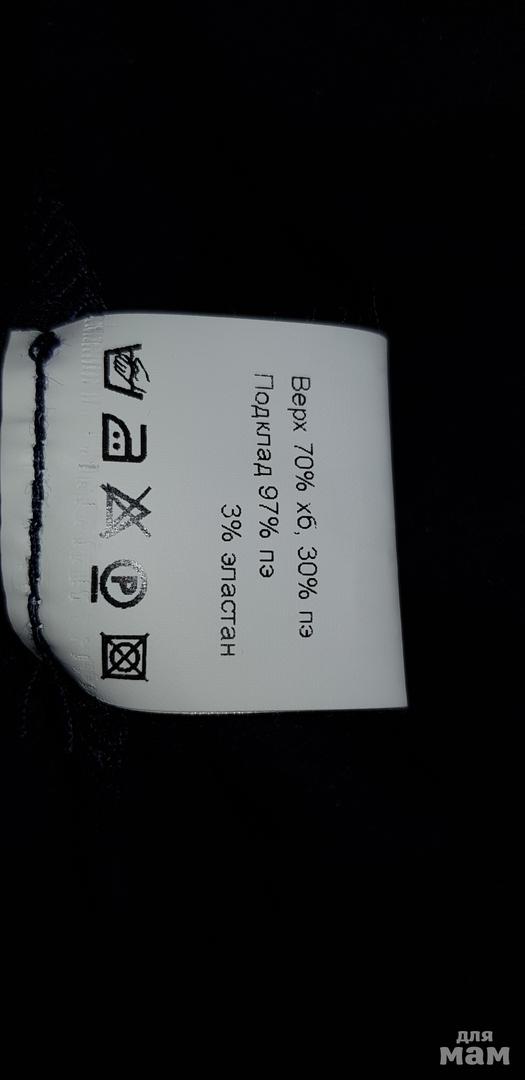 Верх 70% хб, 30% пэ
Подклад 97% пэ
3% эластан
P
для
мам